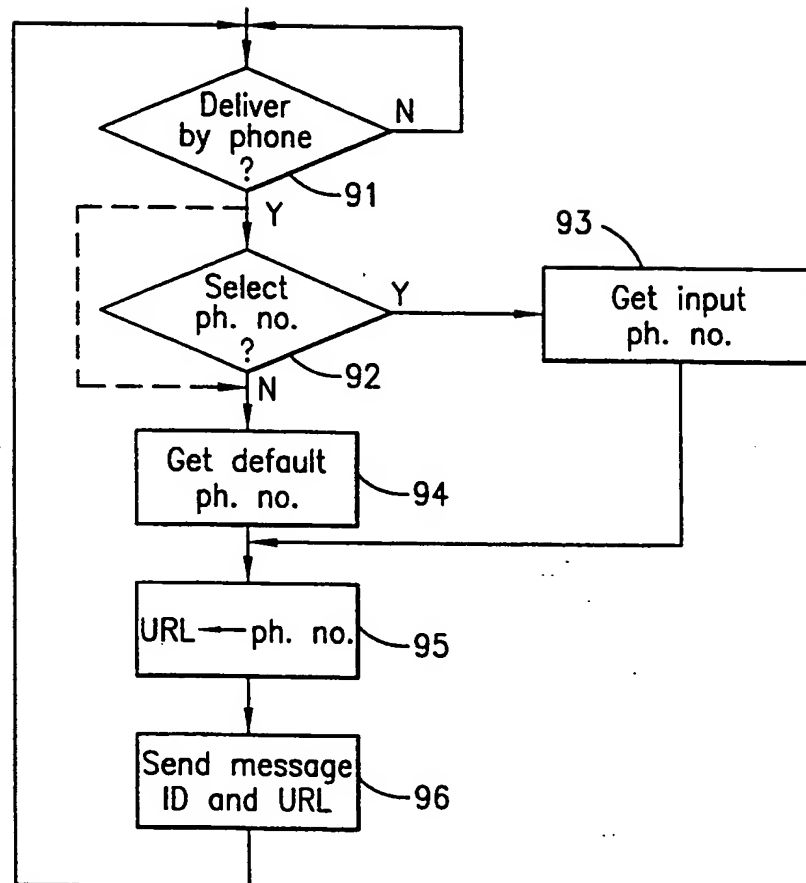 Deliver
by phone
?
N
91
Y
93
Select
ph. no.
?
Y
Get input
ph. no.
92
N
Get default
ph. no.
94
URL ← ph. no.
95
Send message
ID and URL
96